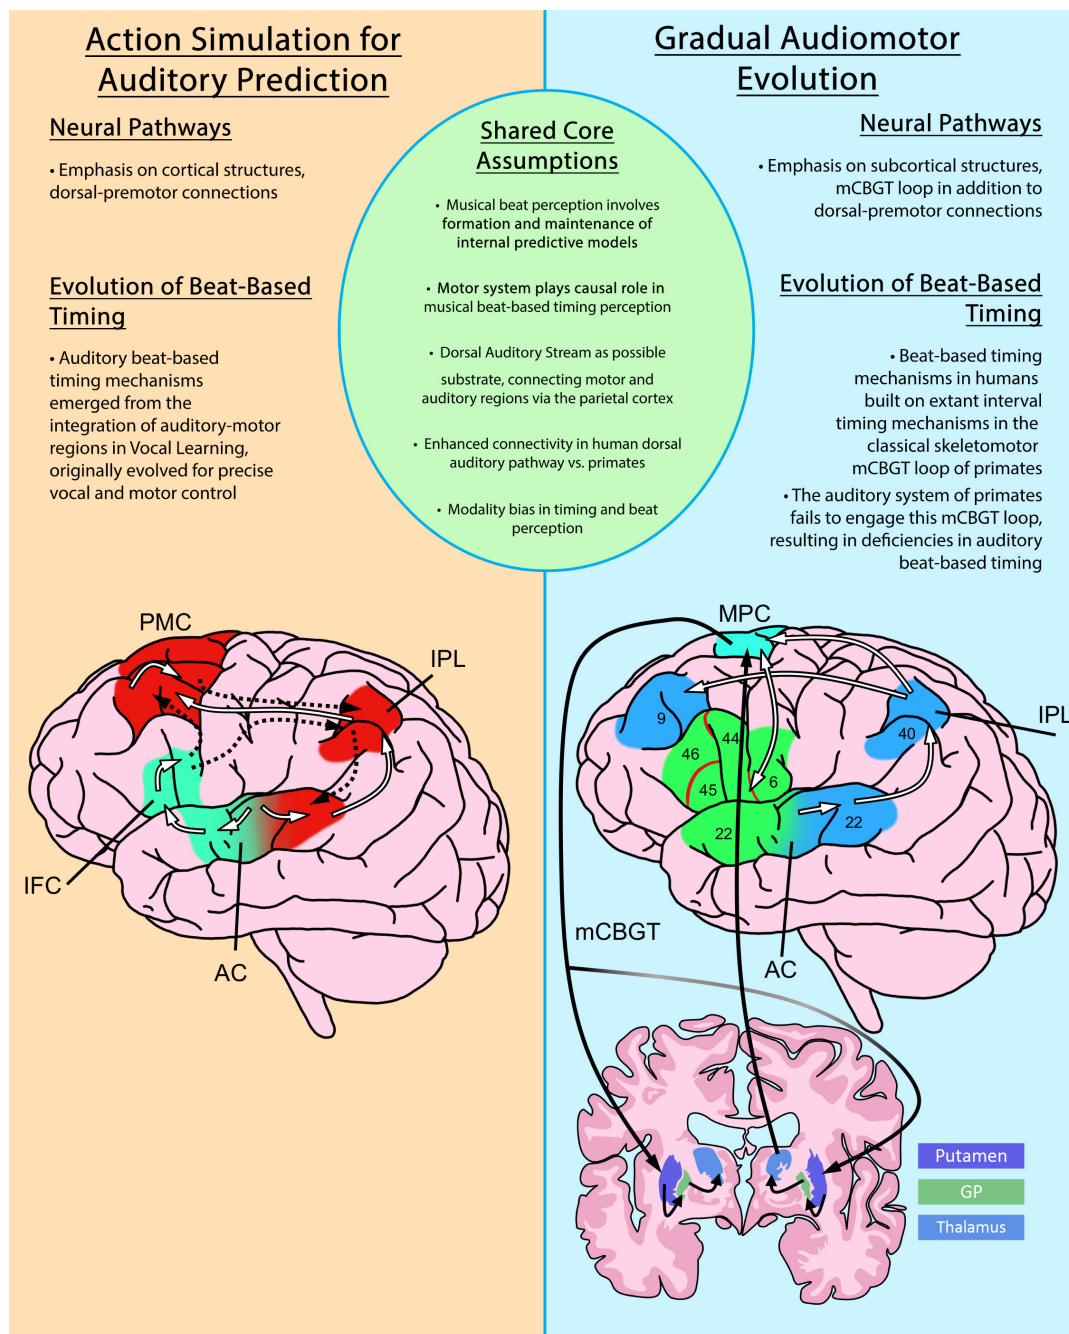 Action Simulation for
Auditory Prediction
Neural Pathways
• Emphasis on cortical structures,
dorsal-premotor connections
Evolution of Beat-Based
Timing
• Auditory beat-based
timing mechanisms
emerged from the
integration of auditory-motor
regions in Vocal Learning,
originally evolved for precise
vocal and motor control
Shared Core
Assumptions
• Musical beat perception involves
formation and maintenance of
internal predictive models
• Motor system plays causal role in
musical beat-based timing perception
• Dorsal Auditory Stream as possible
substrate, connecting motor and
auditory regions via the parietal cortex
• Enhanced connectivity in human dorsal
auditory pathway vs. primates
• Modality bias in timing and beat
perception
Gradual Audiomotor
Evolution
Neural Pathways
• Emphasis on subcortical structures,
mCBGT loop in addition to
dorsal-premotor connections
Evolution of Beat-Based
Timing
• Beat-based timing
mechanisms in humans
built on extant interval
timing mechanisms in the
classical skeletomotor
mCBGT loop of primates
• The auditory system of primates
fails to engage this mCBGT loop,
resulting in deficiencies in auditory
beat-based timing
PMC
IPL
IFC
AC
MPC
IPL
9
46
44
45
6
40
22
22
mCBGT
AC
Putamen
GP
Thalamus